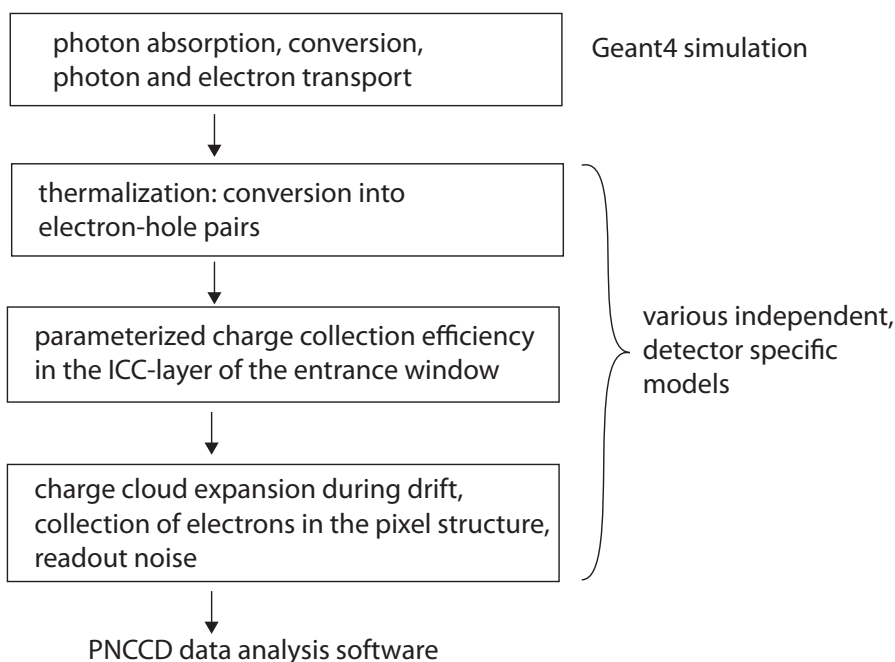 photon absorption, conversion,
photon and electron transport
Geant4 simulation
thermalization: conversion into
electron-hole pairs
parameterized charge collection efficiency
in the ICC-layer of the entrance window
various independent,
detector specific
models
charge cloud expansion during drift,
collection of electrons in the pixel structure,
readout noise
PNCCD data analysis software